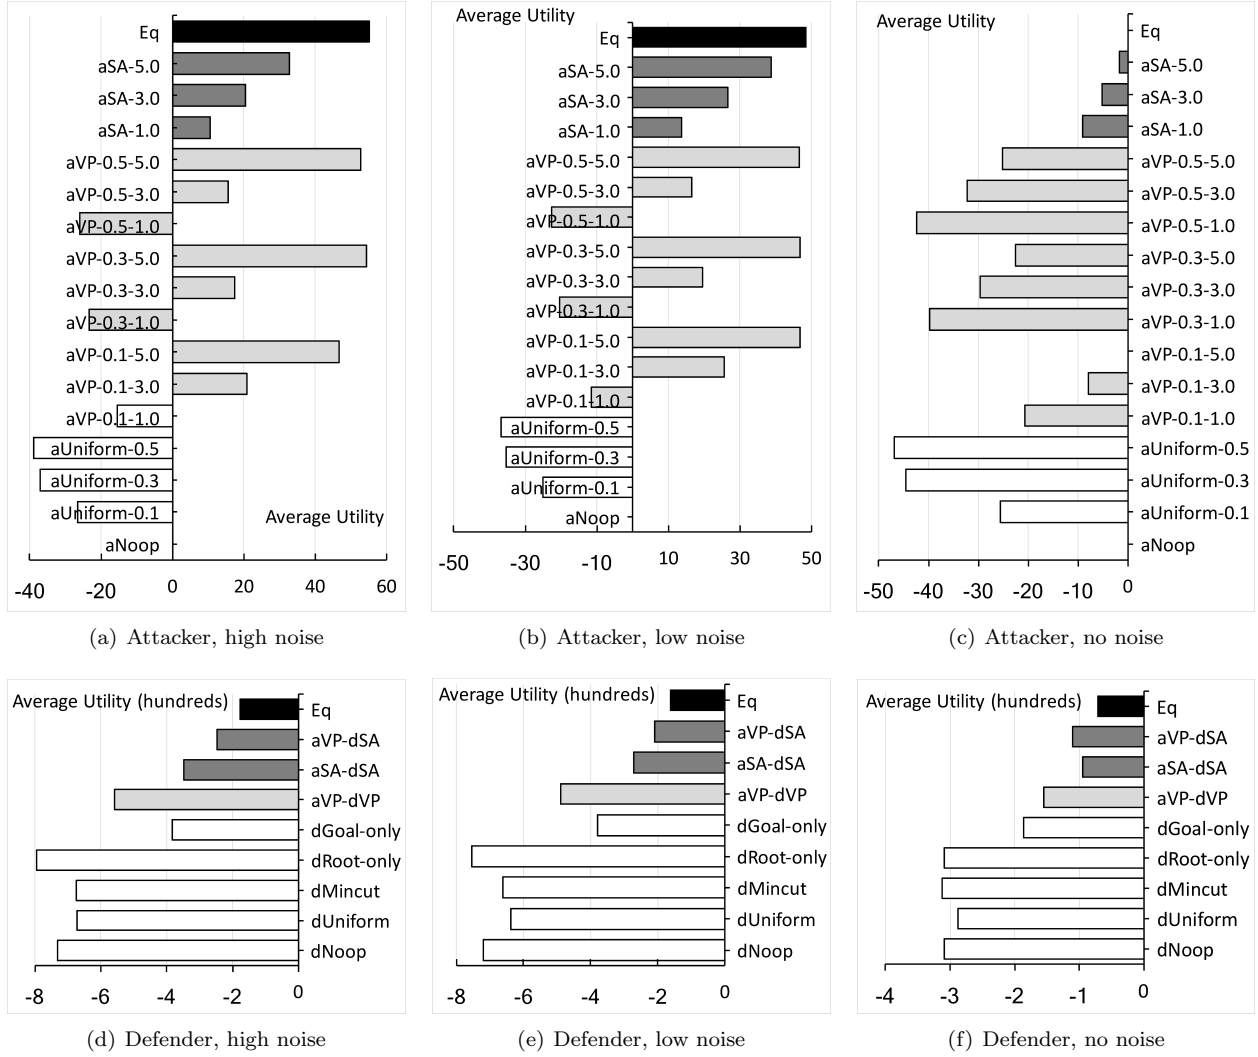 Eq
aSA-5.0
aSA-3.0
aSA-1.0
aVP-0.5-5.0
aVP-0.5-3.0
aVP-0.5-1.0
aVP-0.3-5.0
aVP-0.3-3.0
aVP-0.3-1.0
aVP-0.1-5.0
aVP-0.1-3.0
aVP-0.1-1.0
aUniform-0.5
aUniform-0.3
aUniform-0.1
Average Utility
aNoop
-40 -20 0 20 40 60
(a) Attacker, high noise
Average Utility
Eq
aSA-5.0
aSA-3.0
aSA-1.0
aVP-0.5-5.0
aVP-0.5-3.0
aVP-0.5-1.0
aVP-0.3-5.0
aVP-0.3-3.0
aVP-0.3-1.0
aVP-0.1-5.0
aVP-0.1-3.0
aVP-0.1-1.0
aUniform-0.5
aUniform-0.3
aUniform-0.1
aNoop
-50 -30 -10 10 30 50
(b) Attacker, low noise
Average Utility
Eq
aSA-5.0
aSA-3.0
aSA-1.0
aVP-0.5-5.0
aVP-0.5-3.0
aVP-0.5-1.0
aVP-0.3-5.0
aVP-0.3-3.0
aVP-0.3-1.0
aVP-0.1-5.0
aVP-0.1-3.0
aVP-0.1-1.0
aUniform-0.5
aUniform-0.3
aUniform-0.1
aNoop
-50 -40 -30 -20 -10 0
(c) Attacker, no noise
Average Utility (hundreds)
Eq
aVP-dSA
aSA-dSA
aVP-dVP
dGoal-only
dRoot-only
dMincut
dUniform
dNoop
-8 -6 -4 -2 0
(d) Defender, high noise
Average Utility (hundreds)
Eq
aVP-dSA
aSA-dSA
aVP-dVP
dGoal-only
dRoot-only
dMincut
dUniform
dNoop
-8 -6 -4 -2 0
(e) Defender, low noise
Average Utility (hundreds)
Eq
aVP-dSA
aSA-dSA
aVP-dVP
dGoal-only
dRoot-only
dMincut
dUniform
dNoop
-4 -3 -2 -1 0
(f) Defender, no noise